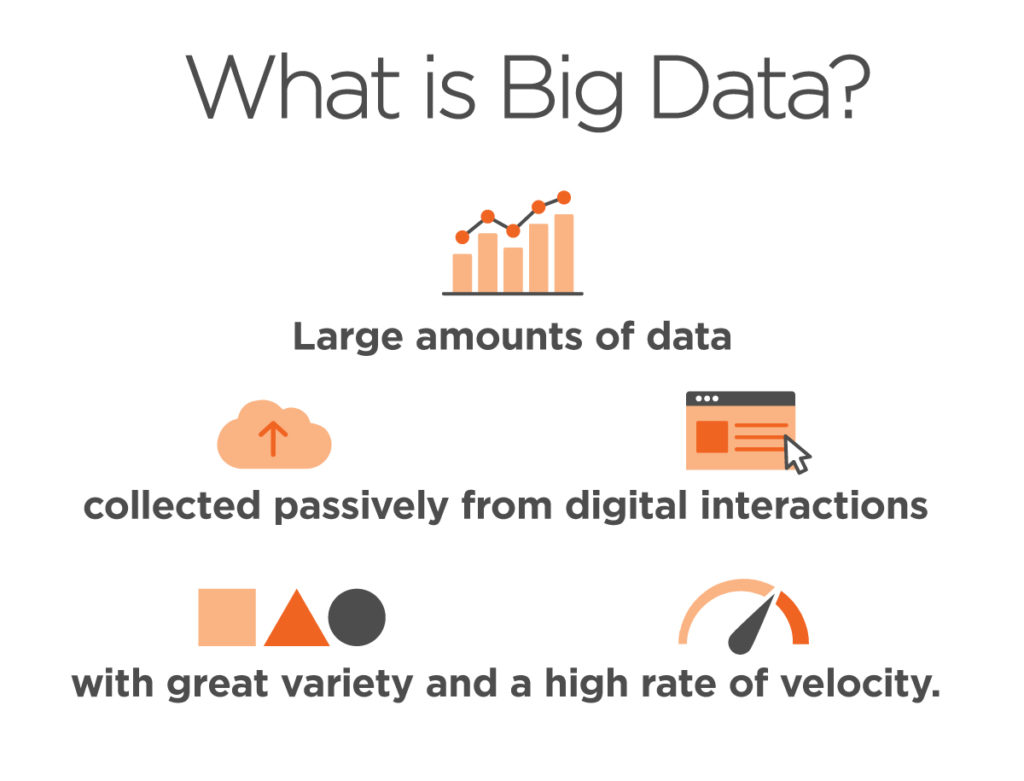 What is Big Data?
Large amounts of data
collected passively from digital interactions
with great variety and a high rate of velocity.